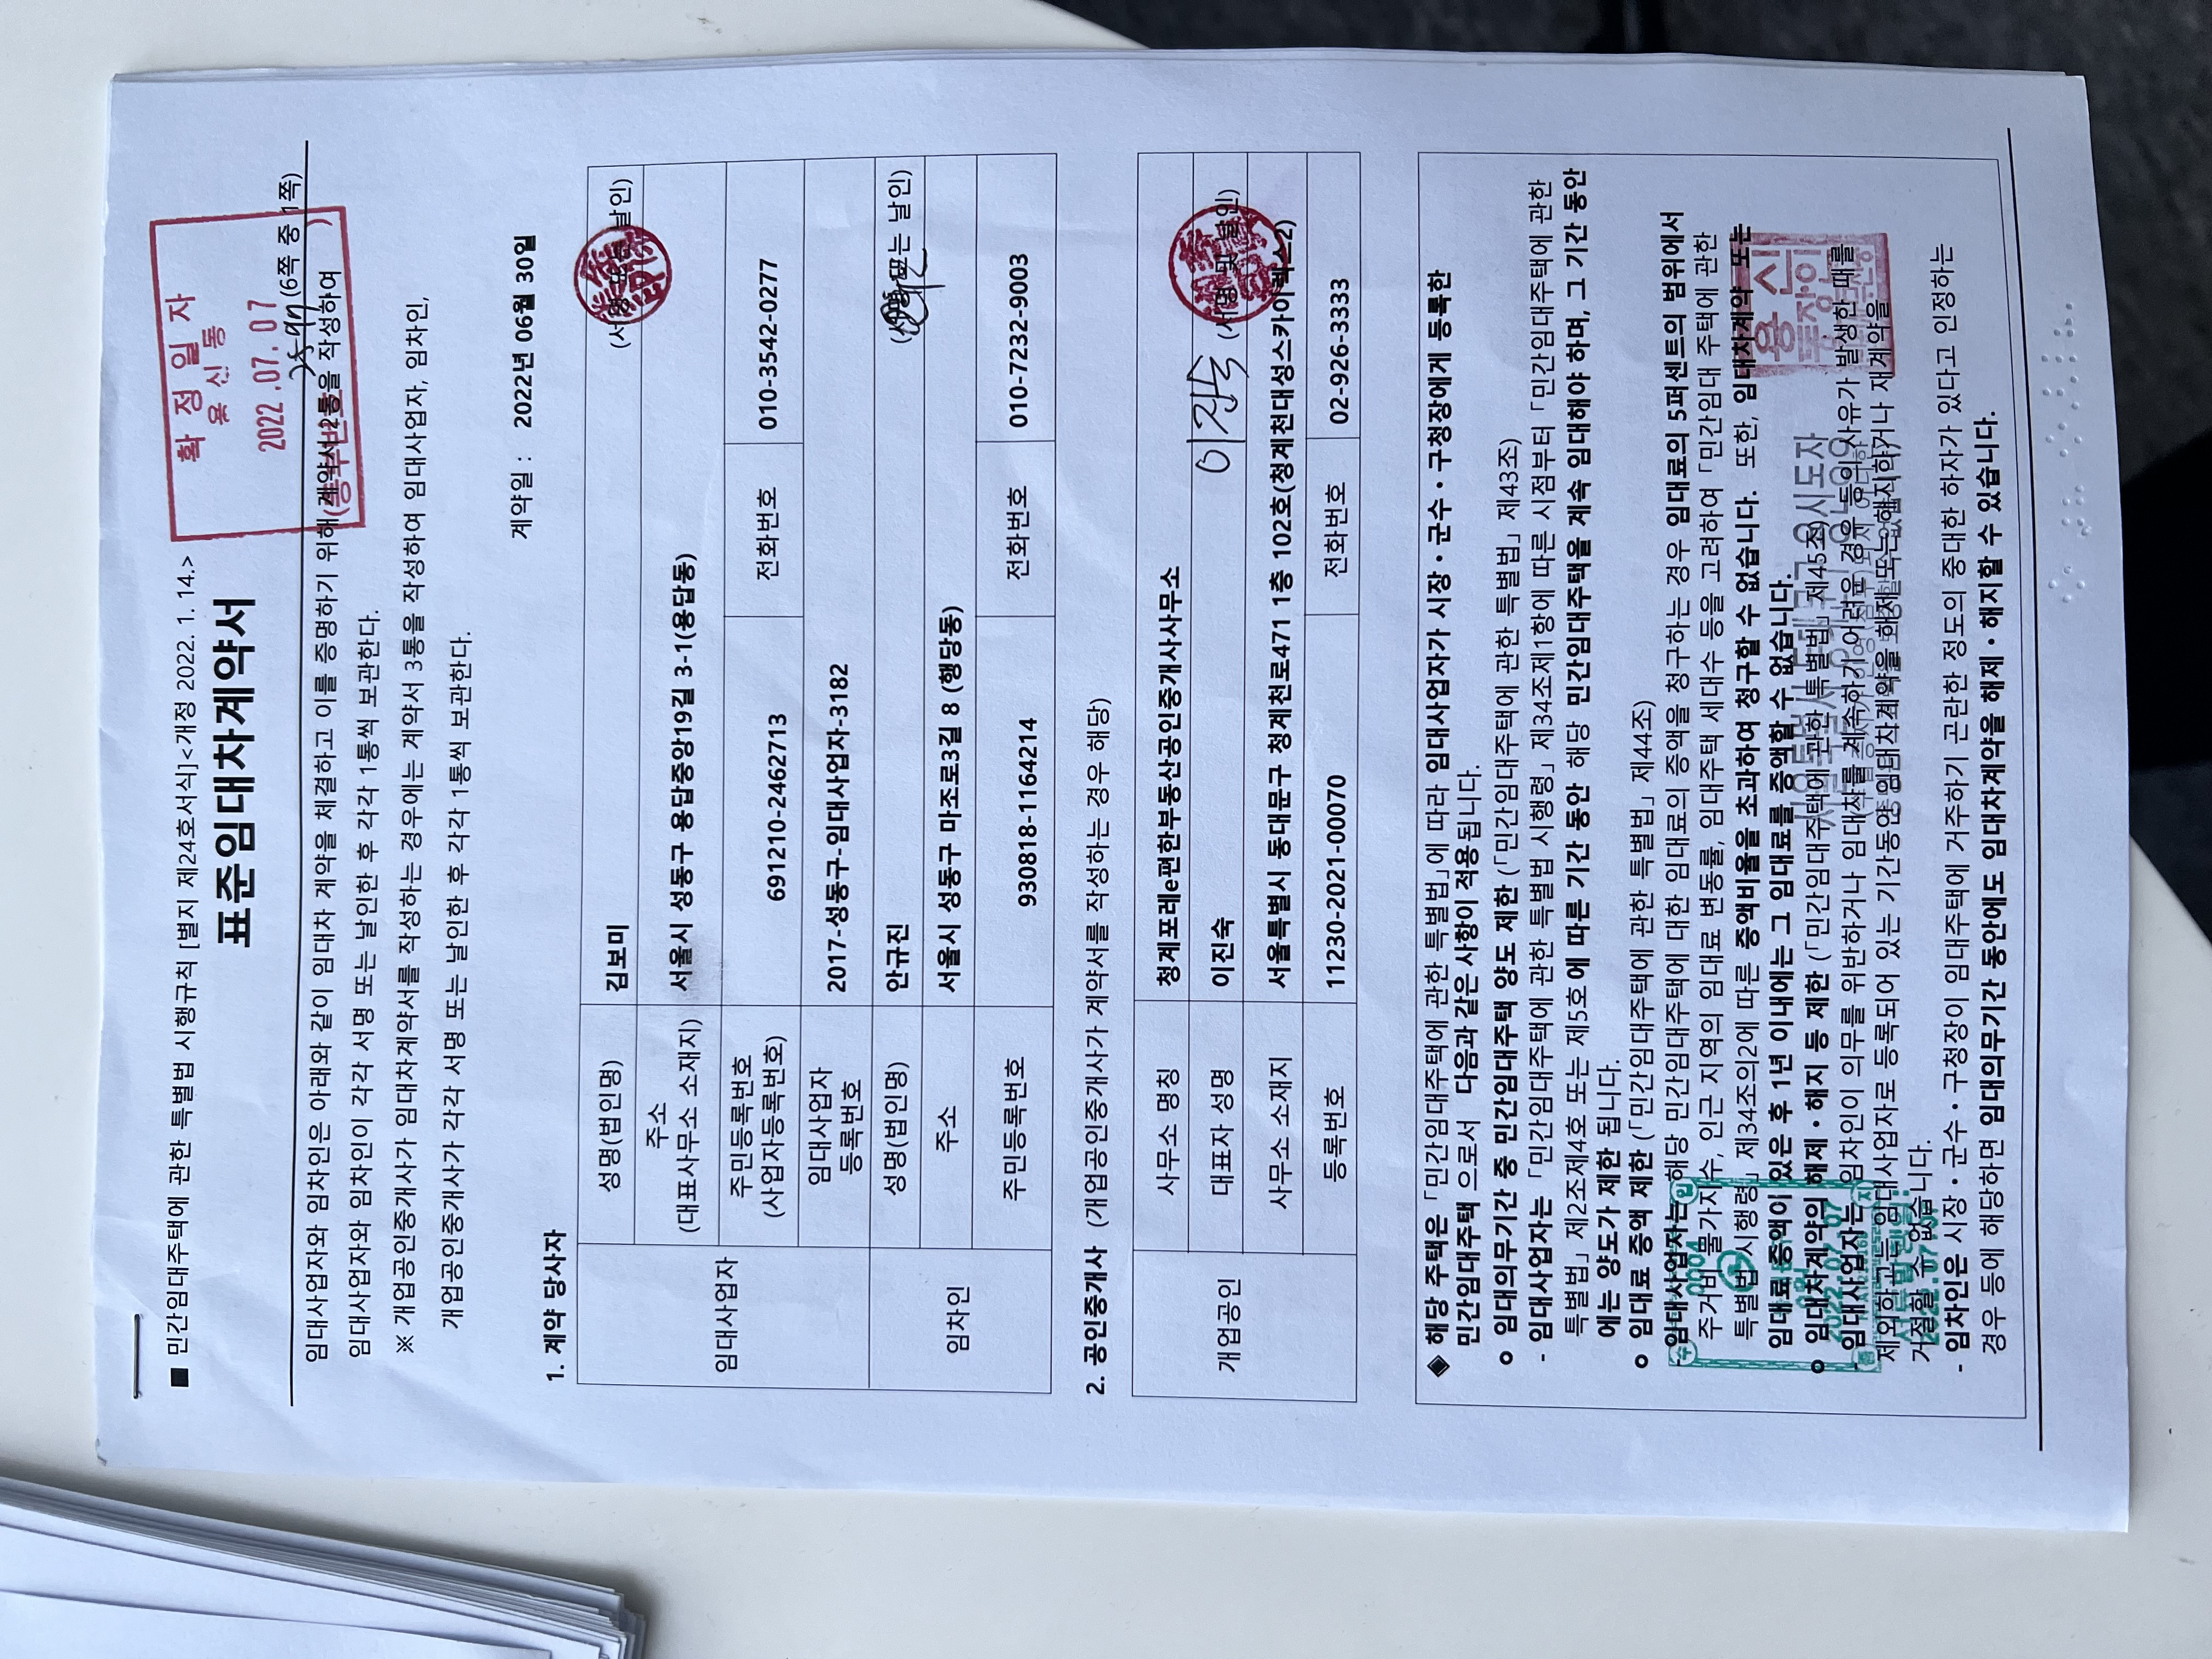 ■ 민간임대주택에 관한 특별법 시행규칙 [별지 제24호서식]<개정 2022. 1. 14.>
확 정 일 자
용 신 동
2022 .07. 07
2597
(통부번호 )
표준임대차계약서
(6쪽 중 1쪽)
임대사업자와 임차인은 아래와 같이 임대차 계약을 체결하고 이를 증명하기 위해 계약서 2통을 작성하여
임대사업자와 임차인이 각각 서명 또는 날인한 후 각각 1통씩 보관한다.
※ 개업공인중개사가 임대차계약서를 작성하는 경우에는 계약서 3통을 작성하여 임대사업자, 임차인,
개업공인중개사가 각각 서명 또는 날인한 후 각각 1통씩 보관한다.
계약일 : 2022년 06월 30일
1. 계약 당사자
임대사업자
성명(법인명) 김보미 (서명 또는 날인)
주소
(대표사무소 소재지) 서울시 성동구 용답중앙19길 3-1(용답동)
주민등록번호
(사업자등록번호) 691210-2462713 전화번호 010-3542-0277
임대사업자
등록번호 2017-성동구-임대사업자-3182
임차인
성명(법인명) 안규진 (서명 또는 날인)
주소 서울시 성동구 마조로3길 8 (행당동)
주민등록번호 930818-1164214 전화번호 010-7232-9003
2. 공인중개사 (개업공인중개사가 계약서를 작성하는 경우 해당)
개업공인
사무소 명칭 청계포레e편한부동산공인중개사사무소
대표자 성명 이진숙 이진숙 (서명 및 날인)
사무소 소재지 서울특별시 동대문구 청계천로471 1층 102호(청계천대성스카이렉스2)
등록번호 11230-2021-00070 전화번호 02-926-3333
◈ 해당 주택은 「민간임대주택에 관한 특별법」에 따라 임대사업자가 시장・군수・구청장에게 등록한
민간임대주택 으로서 다음과 같은 사항이 적용됩니다.
ㅇ 임대의무기간 중 민간임대주택 양도 제한 (「민간임대주택에 관한 특별법」 제43조)
- 임대사업자는 「민간임대주택에 관한 특별법 시행령」 제34조제1항에 따른 시점부터 「민간임대주택에 관한
특별법」 제2조제4호 또는 제5호에 따른 기간 동안 해당 민간임대주택을 계속 임대해야 하며, 그 기간 동안
에는 양도가 제한 됩니다.
ㅇ 임대료 증액 제한 (「민간임대주택에 관한 특별법」 제44조)
- 임대사업자는 해당 민간임대주택에 대한 임대료의 증액을 청구하는 경우 임대료의 5퍼센트의 범위에서
주거비 물가지수, 인근 지역의 임대료 변동률, 임대주택 세대수 등을 고려하여 「민간임대 주택에 관한
특별법 시행령」 제34조의2에 따른 증액비율을 초과하여 청구할 수 없습니다. 또한, 임대차계약 또는
임대료 증액이 있은 후 1년 이내에는 그 임대료를 증액할 수 없습니다.
ㅇ 임대차계약의 해제・해지 등 제한 (「민간임대주택에 관한 특별법」 제45조)
- 임대사업자는 임차인이 의무를 위반하거나 임대차를 계속하기 어려운 경우 등의 사유가 발생한 때를
제외하고는 임대사업자로 등록되어 있는 기간동안 임대차계약을 해제 또는 해지하거나 재계약을
거절할 수 없습니다.
- 임차인은 시장・군수・구청장이 임대주택에 거주하기 곤란한 정도의 중대한 하자가 있다고 인정하는
경우 등에 해당하면 임대의무기간 동안에도 임대차계약을 해제・해지할 수 있습니다.
수 입
0004
2022.07.07
증 지
서류발행일:
2022.07.07
서울특별시 동대문구 용신동장
용 신
동장인